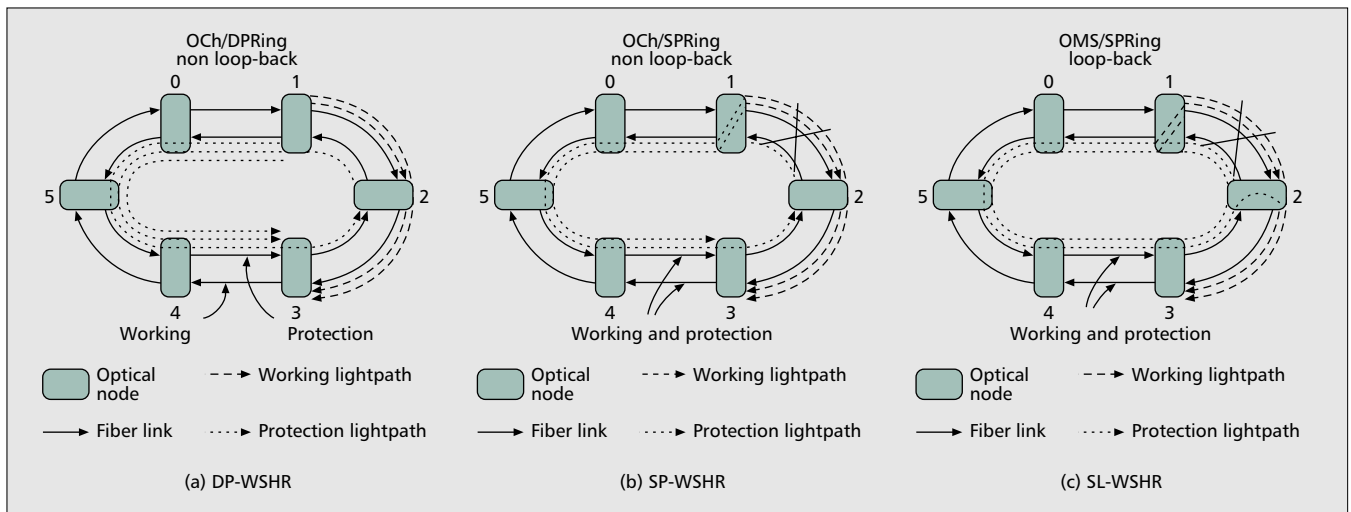 OCh/DPRing
non loop-back
0
1
5
2
4
3
Working
Protection
Optical
node
Working lightpath
Fiber link
Protection lightpath
(a) DP-WSHR
OCh/SPRing
non loop-back
0
1
5
2
4
3
Working and protection
Optical
node
Working lightpath
Fiber link
Protection lightpath
(b) SP-WSHR
OMS/SPRing
loop-back
0
1
5
2
4
3
Working and protection
Optical
node
Working lightpath
Fiber link
Protection lightpath
(c) SL-WSHR